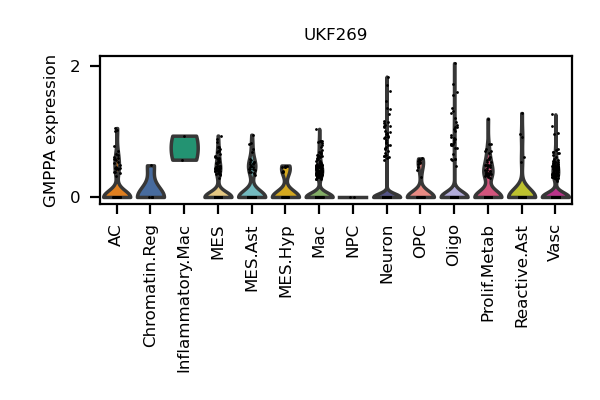 UKF269
GMPPA expression
2
0
AC
Chromatin.Reg
Inflammatory.Mac
MES
MES.Ast
MES.Hyp
Mac
NPC
Neuron
OPC
Oligo
Prolif.Metab
Reactive.Ast
Vasc